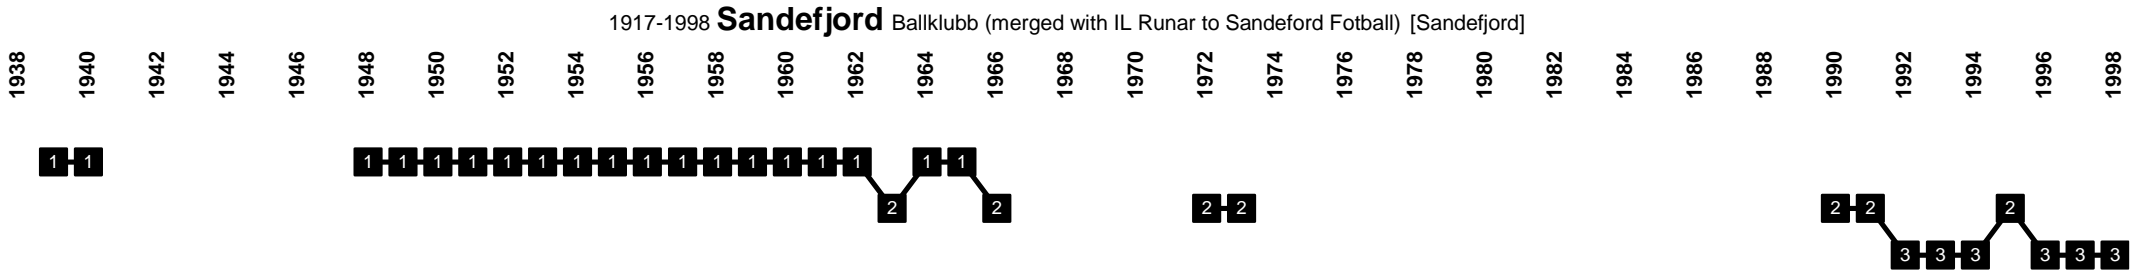 1917-1998 Sandefjord Ballklubb (merged with IL Runar to Sandeford Fotball) [Sandefjord]
1938 1940 1942 1944 1946 1948 1950 1952 1954 1956 1958 1960 1962 1964 1966 1968 1970 1972 1974 1976 1978 1980 1982 1984 1986 1988 1990 1992 1994 1996 1998
1 1 1 1 1 1 1 1 1 1 1 1 1 1 1 1 1 1 1
2 2 2 2 2 2 2
3 3 3 3 3 3